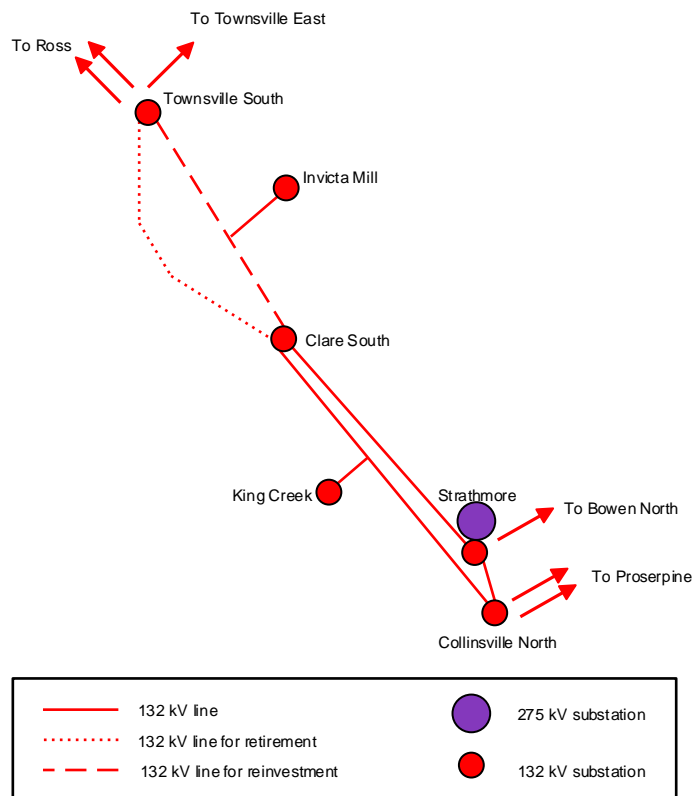 To Townsville East
To Ross
Townsville South
Invicta Mill
Clare South
King Creek
Strathmore
To Bowen North
To Proserpine
Collinsville North
132 kV line
275 kV substation
132 kV line for retirement
132 kV line for reinvestment
132 kV substation